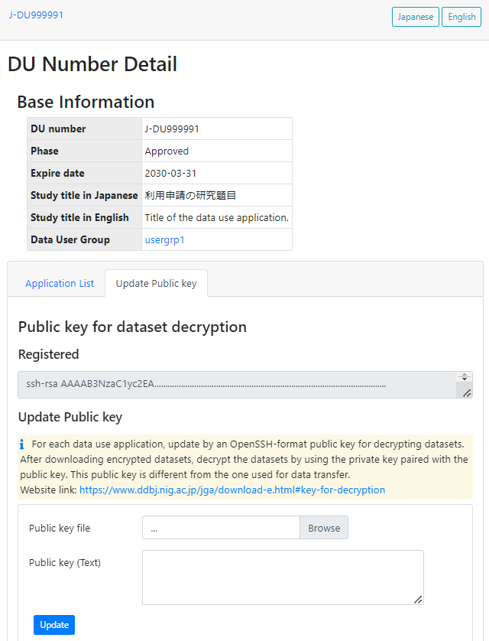 J-DU999991
Japanese English
DU Number Detail
Base Information
DU number J-DU999991
Phase Approved
Expire date 2030-03-31
Study title in Japanese 利用申請の研究題目
Study title in English Title of the data use application.
Data User Group usergrp1
Application List Update Public key
Public key for dataset decryption
Registered
ssh-rsa AAAAB3NzaC1yc2EA................................................................................................
Update Public key
For each data use application, update by an OpenSSH-format public key for decrypting datasets.
After downloading encrypted datasets, decrypt the datasets by using the private key paired with the
public key. This public key is different from the one used for data transfer.
Website link: https://www.ddbj.nig.ac.jp/jga/download-e.html#key-for-decryption
Public key file ... Browse
Public key (Text)
Update